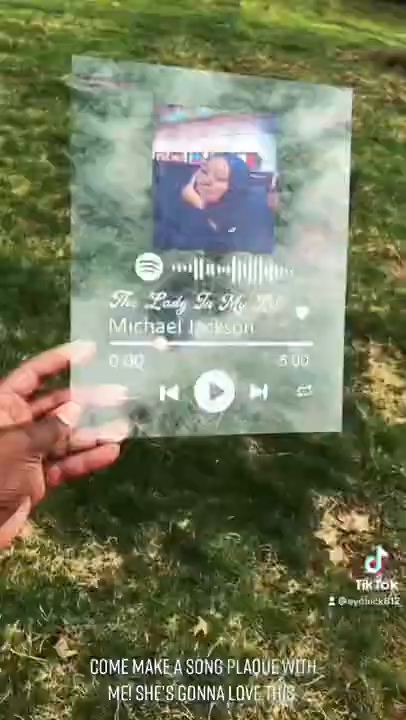 The Lady In My
Michael Jackson
0:00
5:00
TikTok
COME MAKE A SONG PLAQUE WITH
ME! SHE'S GONNA LOVE THIS